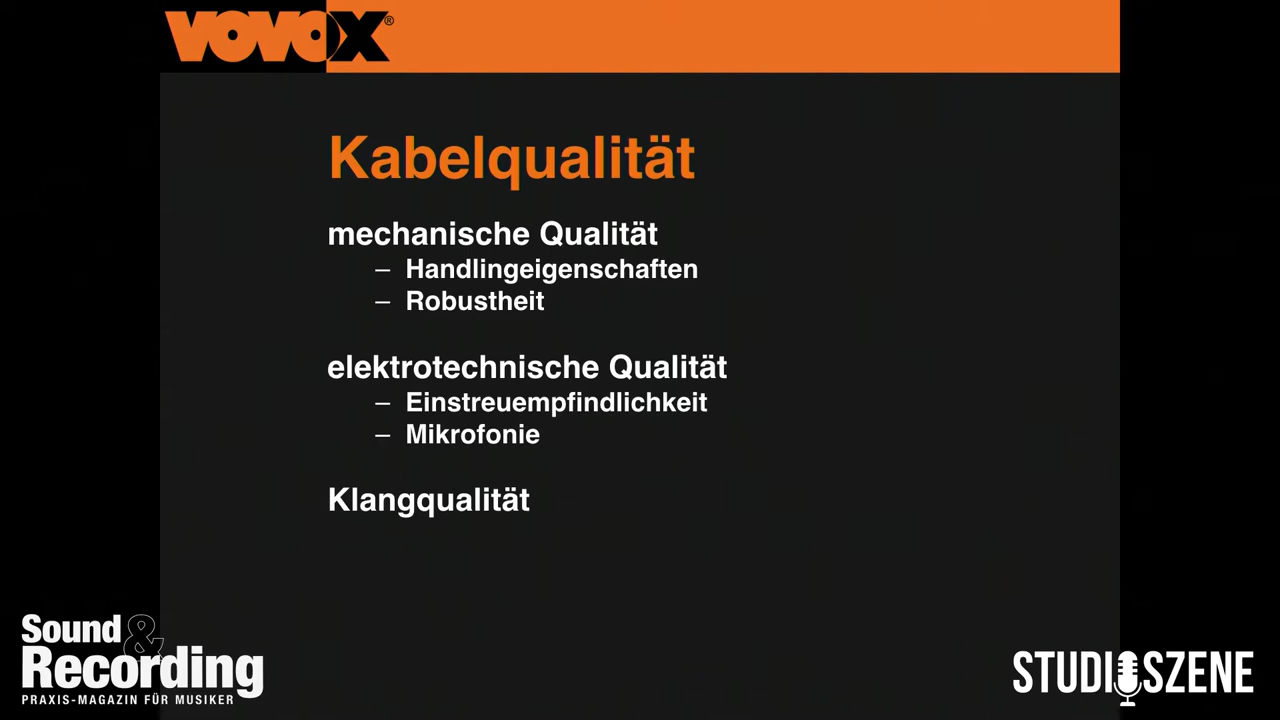 VOVOX®
Kabelqualität
mechanische Qualität
– Handlingeigenschaften
– Robustheit
elektrotechnische Qualität
– Einstreuempfindlichkeit
– Mikrofonie
Klangqualität
Sound &
Recording
PRAXIS-MAGAZIN FÜR MUSIKER
STUDIOSZENE